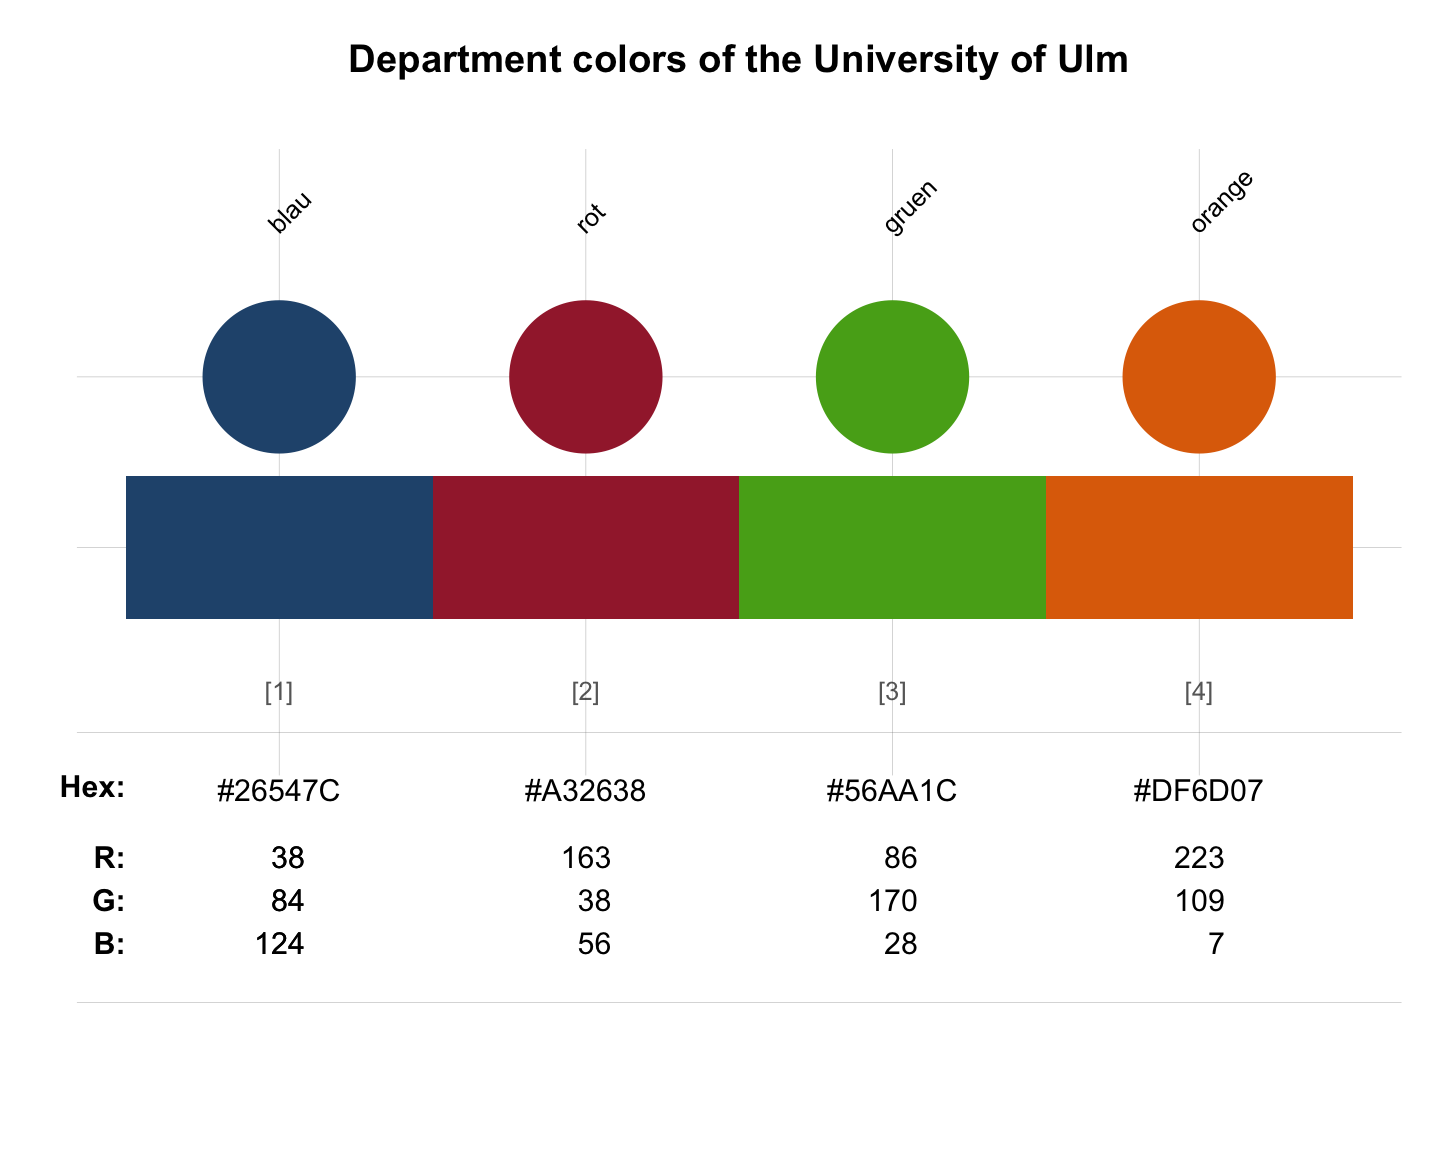 Department colors of the University of Ulm
blau rot gruen orange
[1] [2] [3] [4]
Hex: #26547C #A32638 #56AA1C #DF6D07
R: 38 163 86 223
G: 84 38 170 109
B: 124 56 28 7